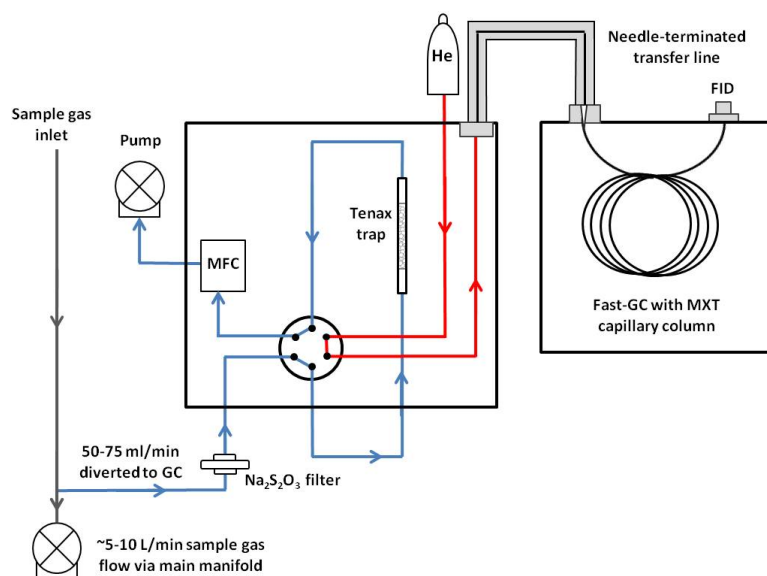 Sample gas
inlet
Pump
He
Needle-terminated
transfer line
FID
Tenax
trap
MFC
Fast-GC with MXT
capillary column
50-75 ml/min
diverted to GC
Na₂S₂O₃ filter
~5-10 L/min sample gas
flow via main manifold